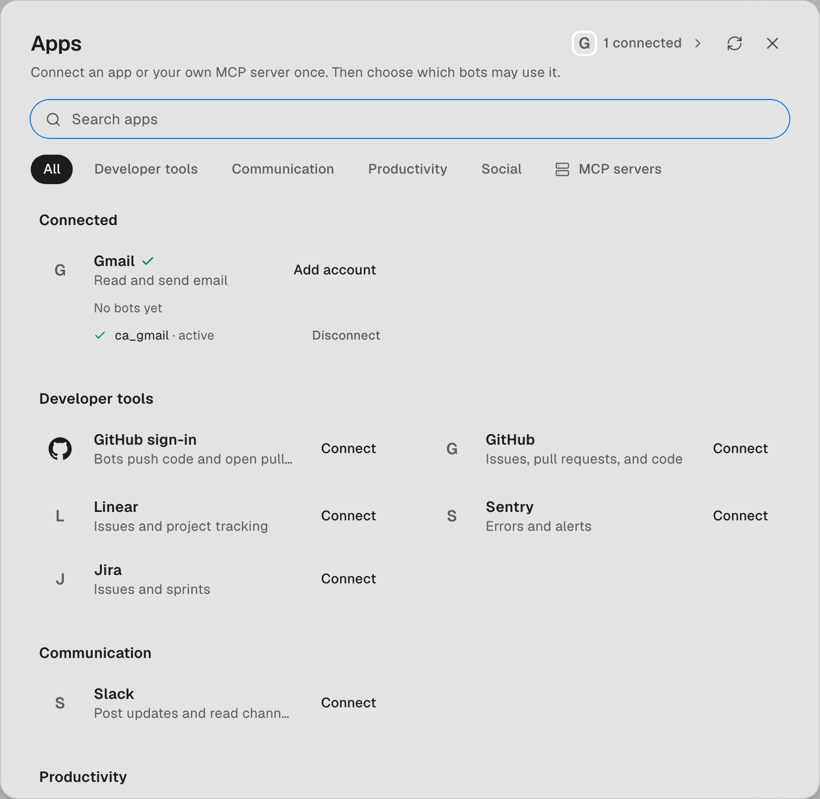 Apps
G 1 connected
Connect an app or your own MCP server once. Then choose which bots may use it.
Search apps
All Developer tools Communication Productivity Social MCP servers
Connected
G
Gmail
Read and send email
Add account
No bots yet
ca_gmail · active
Disconnect
Developer tools
GitHub sign-in
Bots push code and open pull...
Connect
G
GitHub
Issues, pull requests, and code
Connect
L
Linear
Issues and project tracking
Connect
S
Sentry
Errors and alerts
Connect
J
Jira
Issues and sprints
Connect
Communication
S
Slack
Post updates and read chann...
Connect
Productivity